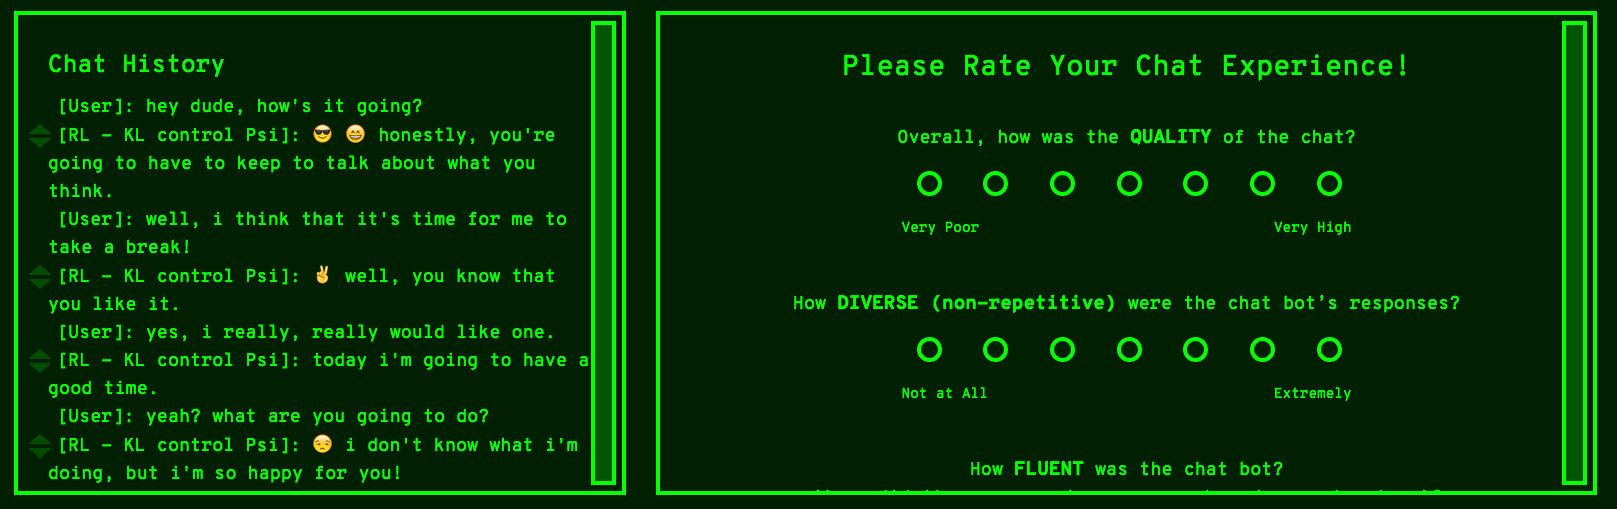 Chat History
[User]: hey dude, how's it going?
[RL - KL control Psi]: 😎 😄 honestly, you're
going to have to keep to talk about what you
think.
[User]: well, i think that it's time for me to
take a break!
[RL - KL control Psi]: ✌ well, you know that
you like it.
[User]: yes, i really, really would like one.
[RL - KL control Psi]: today i'm going to have a
good time.
[User]: yeah? what are you going to do?
[RL - KL control Psi]: 😒 i don't know what i'm
doing, but i'm so happy for you!
Please Rate Your Chat Experience!
Overall, how was the QUALITY of the chat?
Very Poor Very High
How DIVERSE (non-repetitive) were the chat bot’s responses?
Not at All Extremely
How FLUENT was the chat bot?